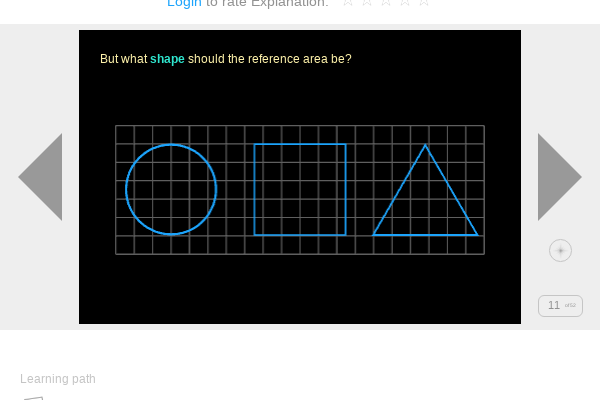 Login to rate Explanation:
But what shape should the reference area be?
11 of 12
Learning path